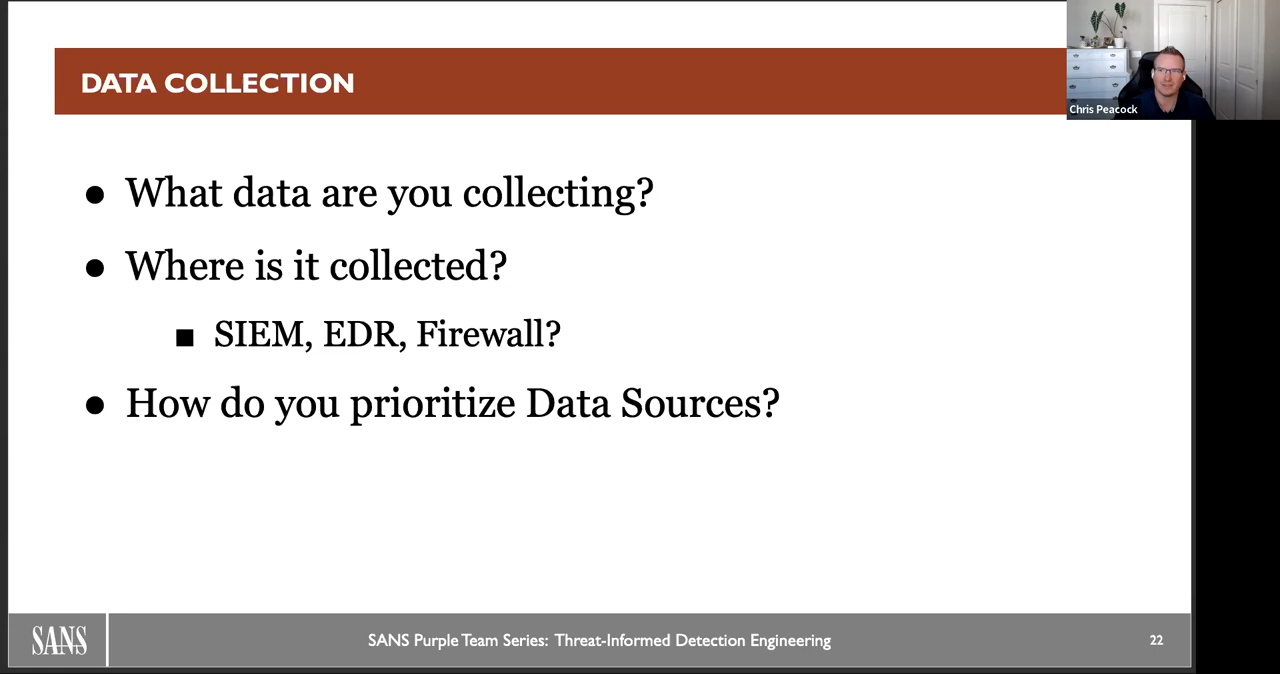 DATA COLLECTION
Chris Peacock
● What data are you collecting?
● Where is it collected?
■ SIEM, EDR, Firewall?
● How do you prioritize Data Sources?
SANS
SANS Purple Team Series: Threat-Informed Detection Engineering
22